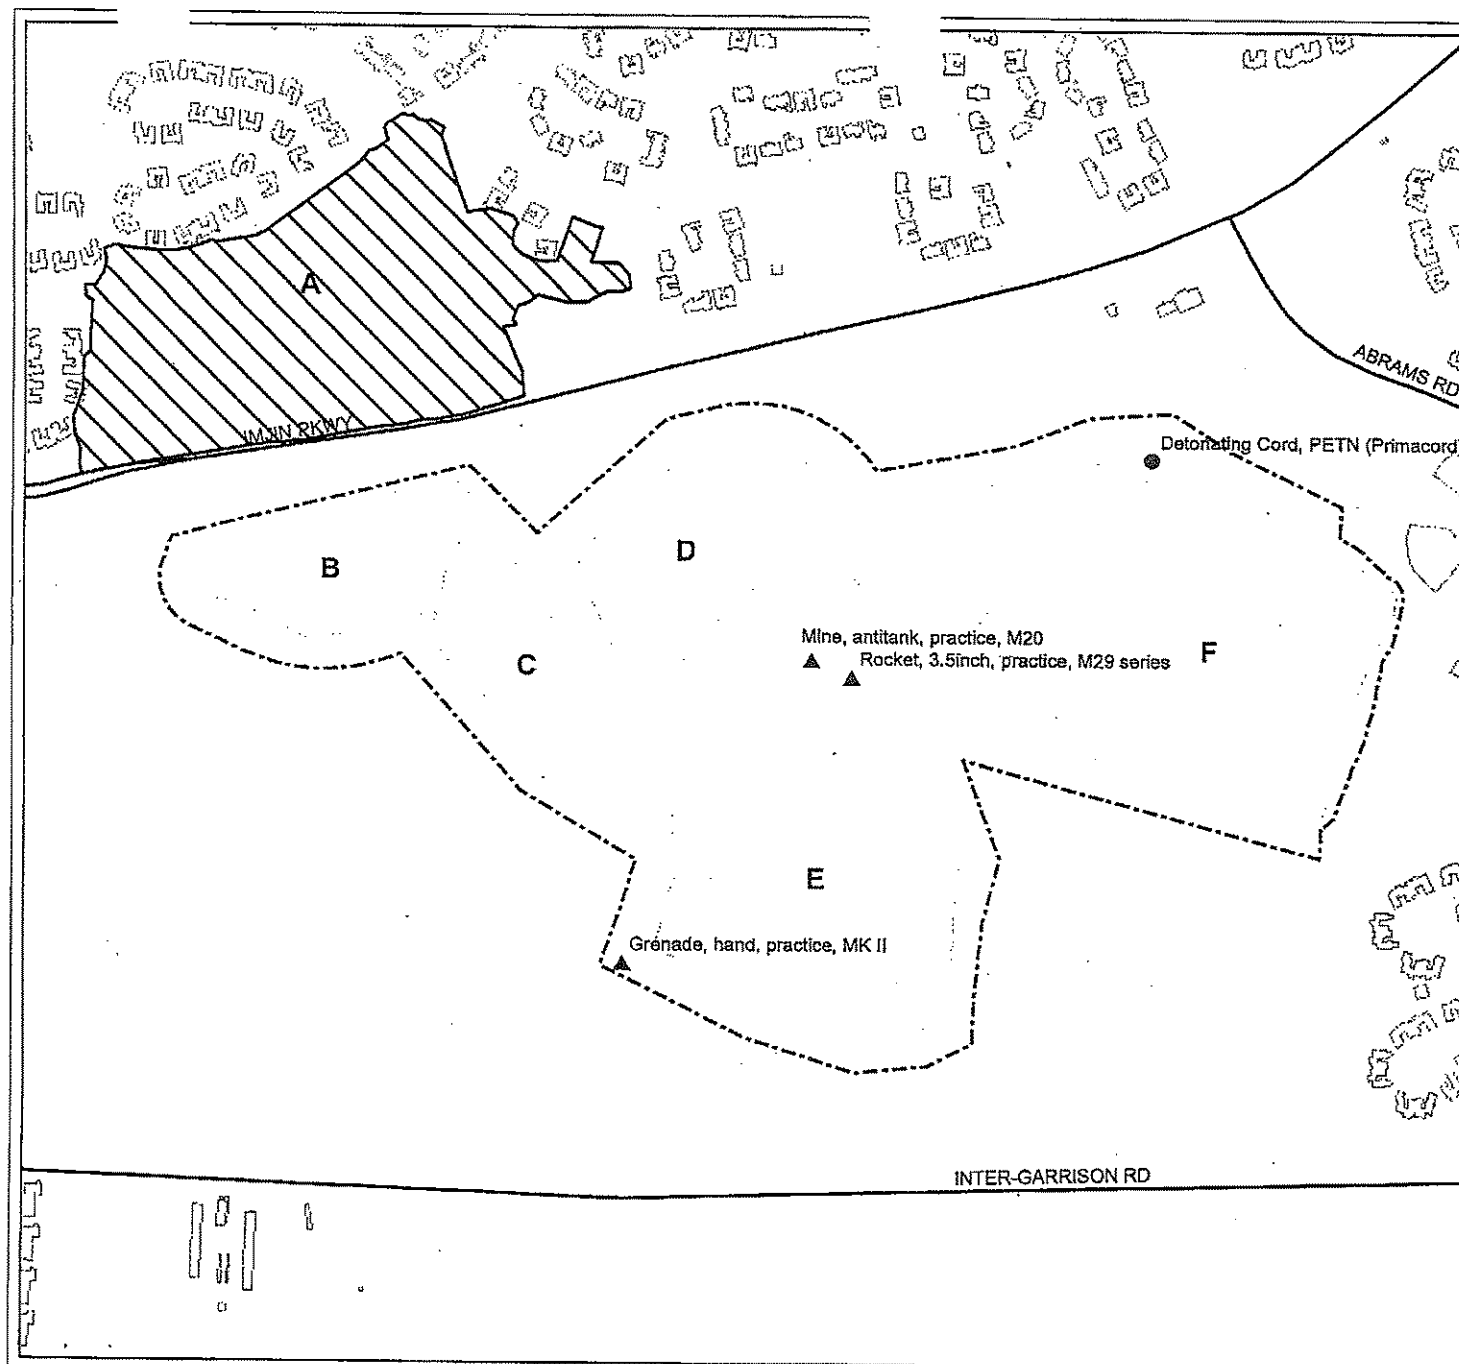 A
ABRAMS RD
IMJIN PKWY
Detonating Cord, PETN (Primacord)
B
D
Mine, antitank, practice, M20
Rocket, 3.5inch, practice, M29 series
F
C
E
Grenade, hand, practice, MK II
INTER-GARRISON RD